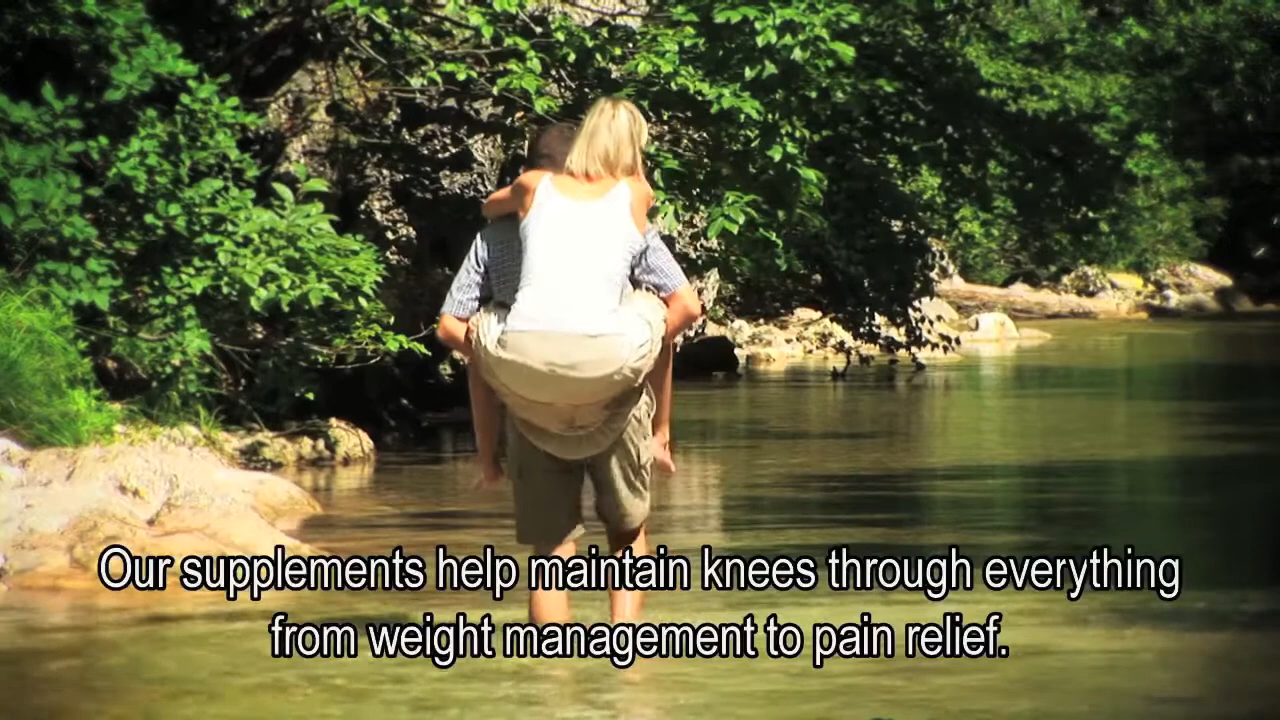 Our supplements help maintain knees through everything
from weight management to pain relief.